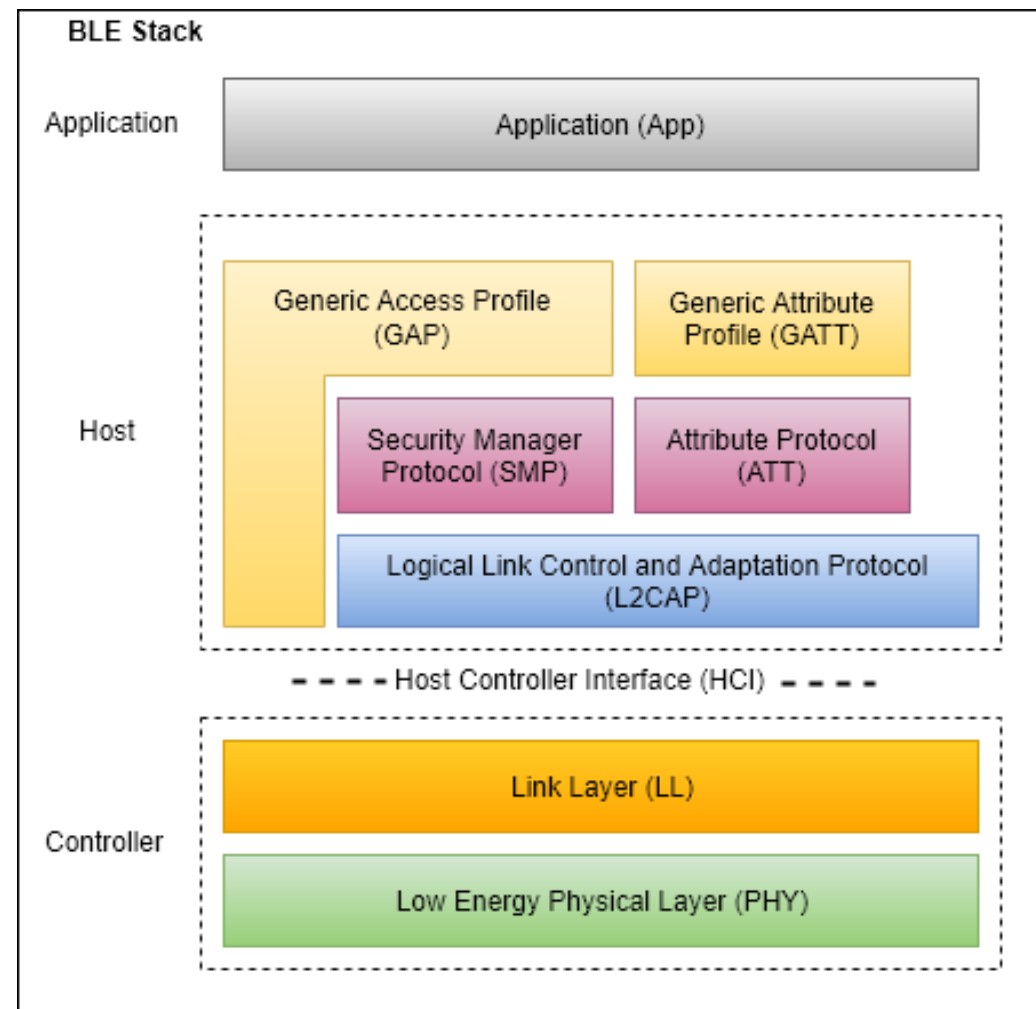 BLE Stack
Application
Application (App)
Host
Generic Access Profile
(GAP)
Generic Attribute
Profile (GATT)
Security Manager
Protocol (SMP)
Attribute Protocol
(ATT)
Logical Link Control and Adaptation Protocol
(L2CAP)
Host Controller Interface (HCI)
Controller
Link Layer (LL)
Low Energy Physical Layer (PHY)